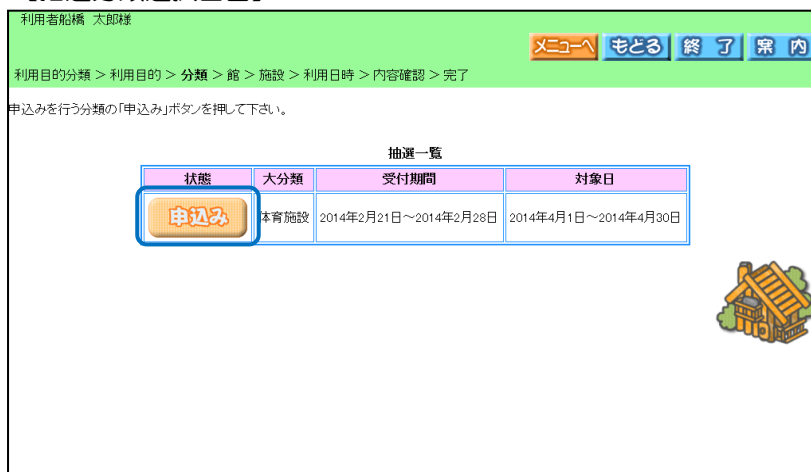 利用者船橋 太郎様
メニューへ もどる 終 了 案 内
利用目的分類 > 利用目的 > 分類 > 館 > 施設 > 利用日時 > 内容確認 > 完了
申込みを行う分類の「申込み」ボタンを押して下さい。
抽選一覧
状態 大分類 受付期間 対象日
申込み 体育施設 2014年2月21日～2014年2月28日 2014年4月1日～2014年4月30日